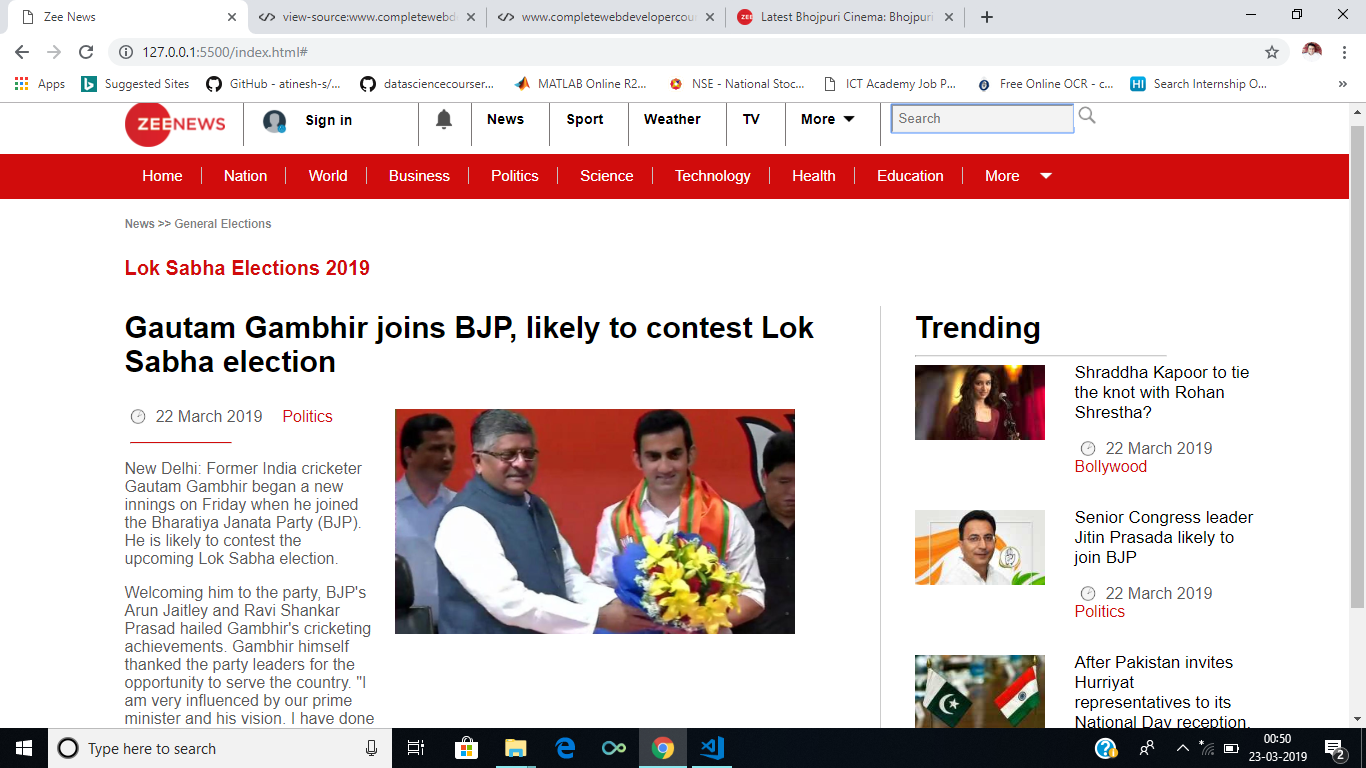 Zee News
view-source:www.completewebd
www.completewebdevelopercou
Latest Bhojpuri Cinema: Bhojpuri
127.0.0.1:5500/index.html#
Apps
Suggested Sites
GitHub - atinesh-s/...
datasciencecourser...
MATLAB Online R2...
NSE - National Stoc...
ICT Academy Job P...
Free Online OCR - c...
HI
Search Internship O...
»
ZEENEWS
Sign in
News
Sport
Weather
TV
More
Search
Home
Nation
World
Business
Politics
Science
Technology
Health
Education
More
News >> General Elections
Lok Sabha Elections 2019
Gautam Gambhir joins BJP, likely to contest Lok
Sabha election
22 March 2019 Politics
New Delhi: Former India cricketer
Gautam Gambhir began a new
innings on Friday when he joined
the Bharatiya Janata Party (BJP).
He is likely to contest the
upcoming Lok Sabha election.
Welcoming him to the party, BJP's
Arun Jaitley and Ravi Shankar
Prasad hailed Gambhir's cricketing
achievements. Gambhir himself
thanked the party leaders for the
opportunity to serve the country. "I
am very influenced by our prime
minister and his vision. I have done
Trending
Shraddha Kapoor to tie
the knot with Rohan
Shrestha?
22 March 2019
Bollywood
Senior Congress leader
Jitin Prasada likely to
join BJP
22 March 2019
Politics
After Pakistan invites
Hurriyat
representatives to its
National Day reception,
Type here to search
00:50
23-03-2019
2